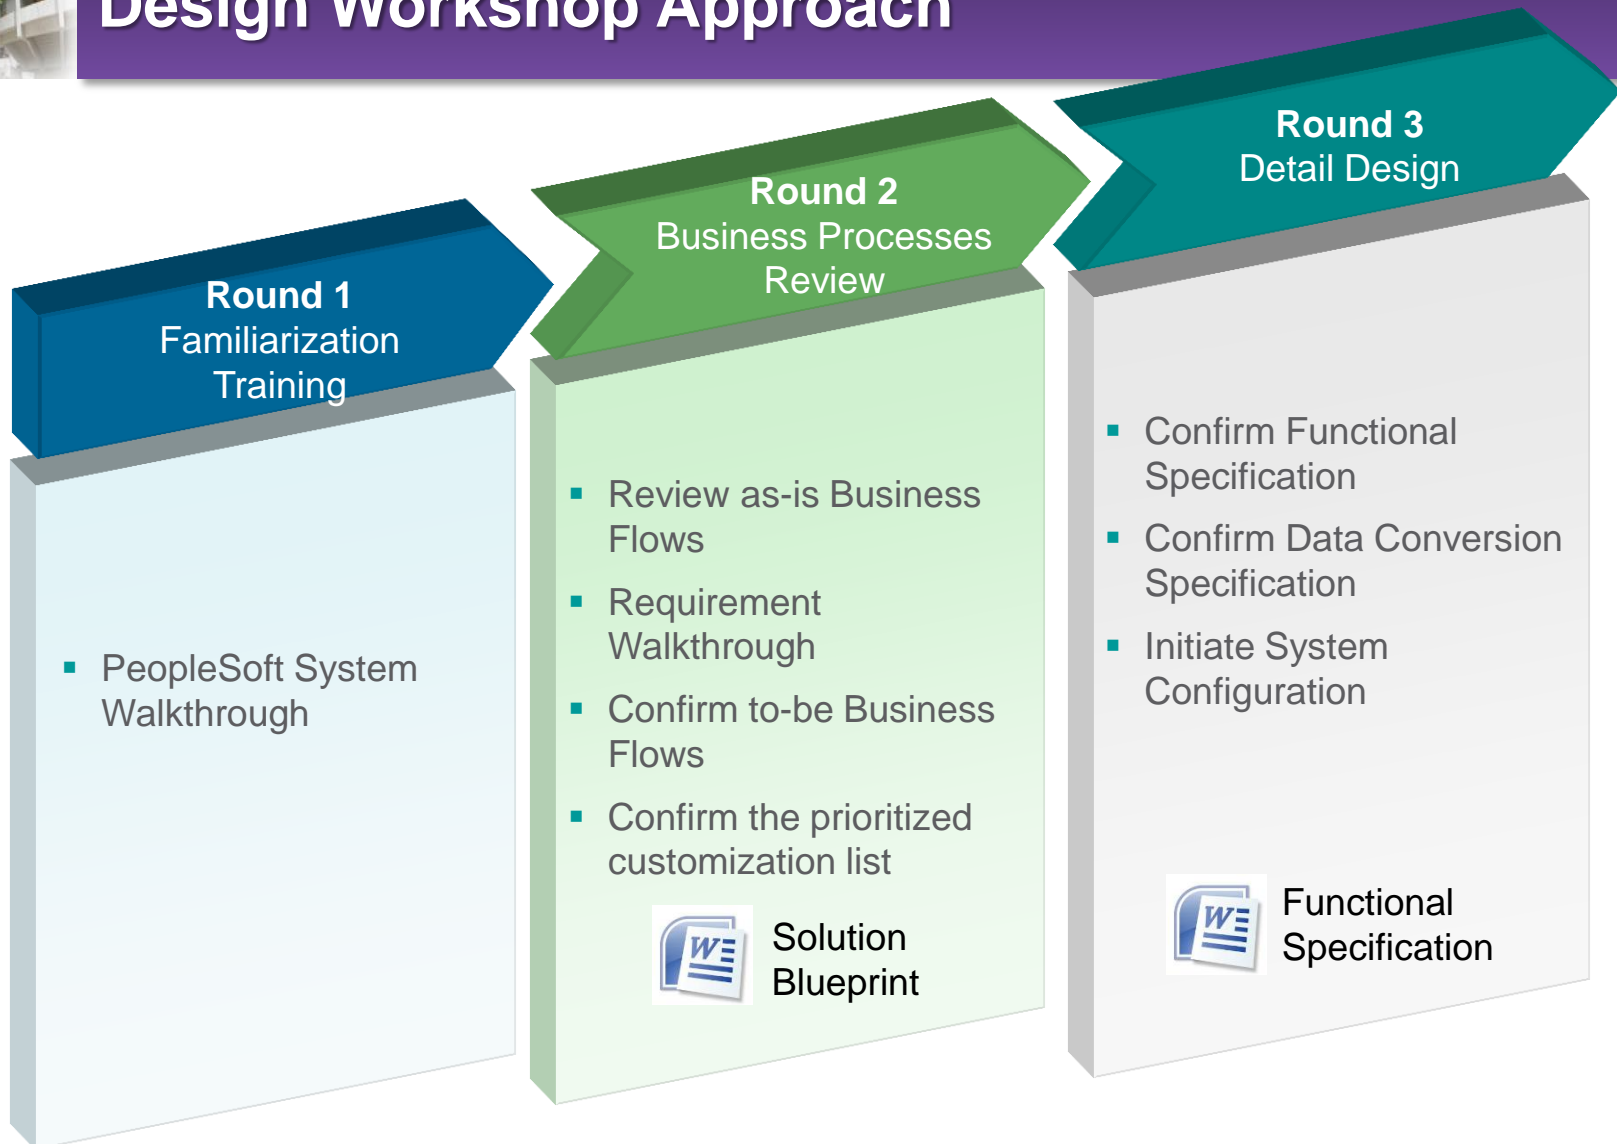 Design Workshop Approach
Round 1
Familiarization
Training
PeopleSoft System
Walkthrough
Round 2
Business Processes
Review
Review as-is Business
Flows
Requirement
Walkthrough
Confirm to-be Business
Flows
Confirm the prioritized
customization list
Solution
Blueprint
Round 3
Detail Design
Confirm Functional
Specification
Confirm Data Conversion
Specification
Initiate System
Configuration
Functional
Specification